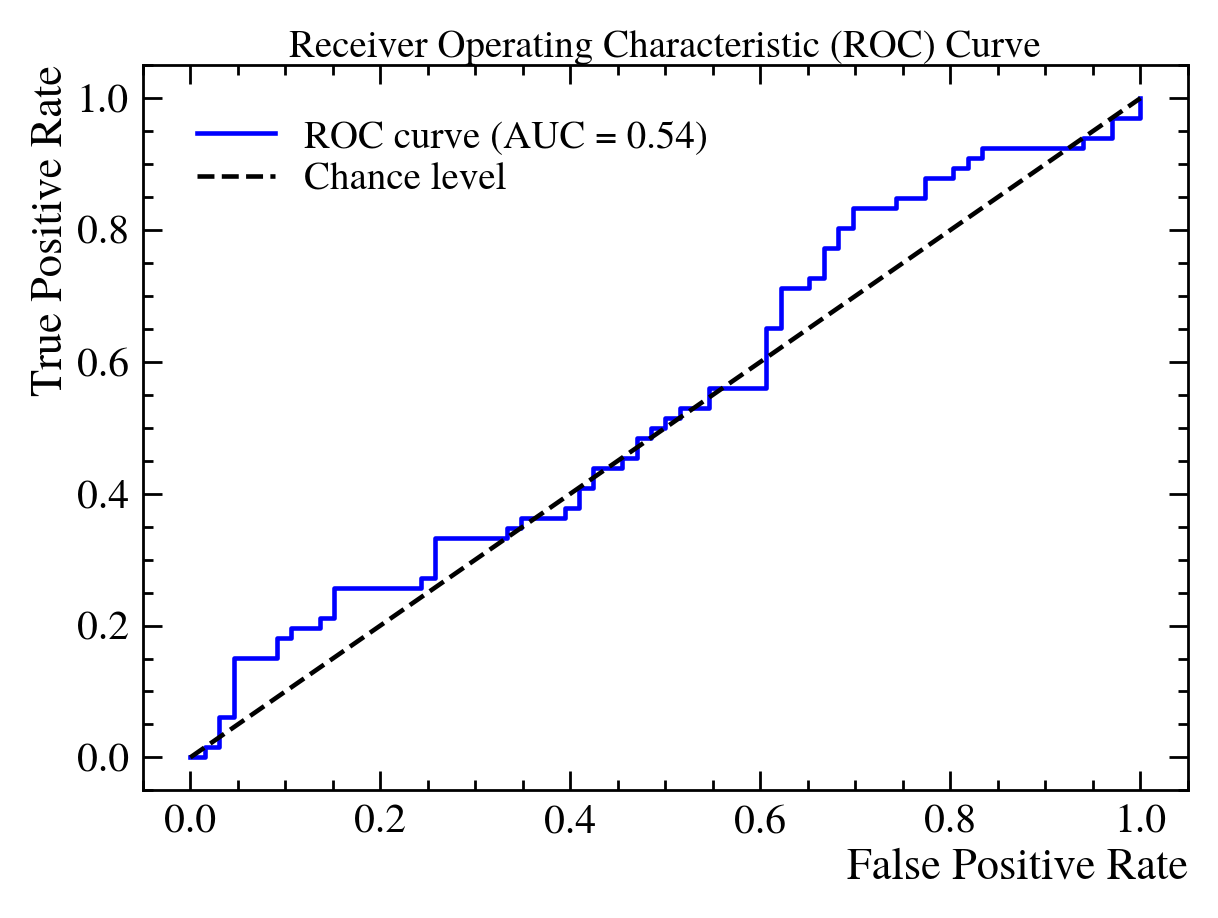 Receiver Operating Characteristic (ROC) Curve
True Positive Rate
1.0
0.8
0.6
0.4
0.2
0.0
ROC curve (AUC = 0.54)
Chance level
0.0 0.2 0.4 0.6 0.8 1.0
False Positive Rate